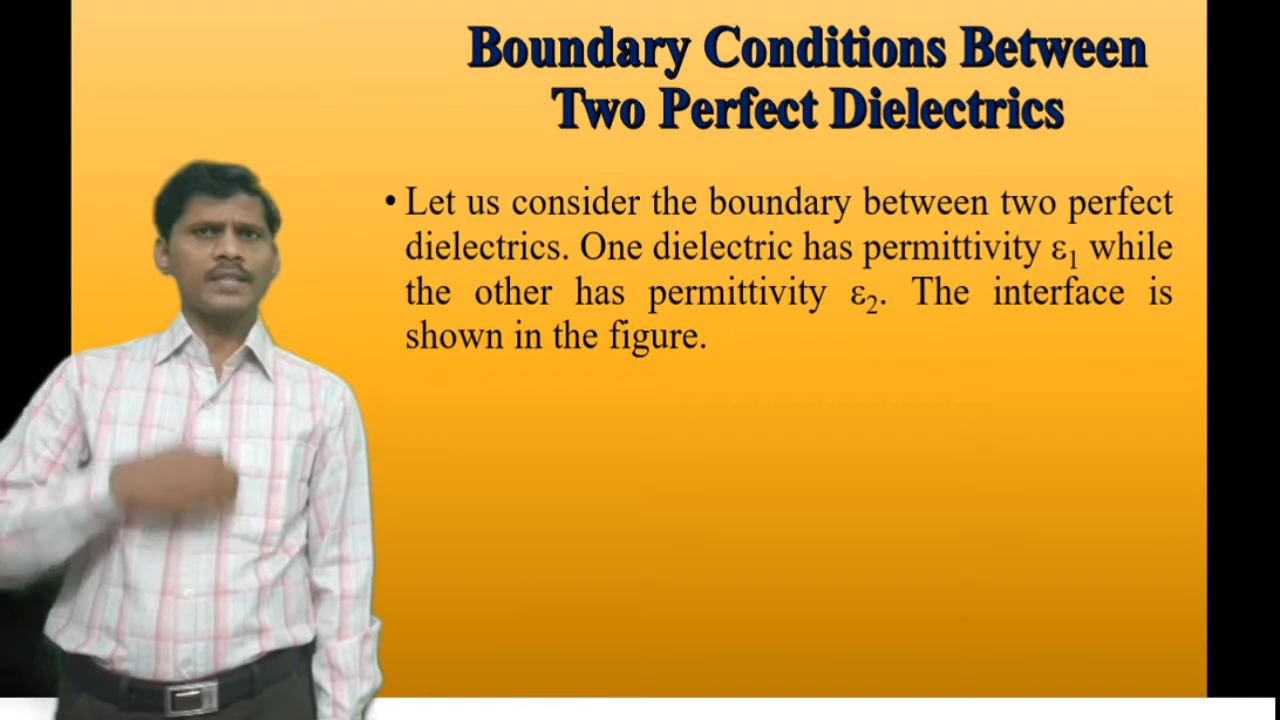 Boundary Conditions Between
Two Perfect Dielectrics
• Let us consider the boundary between two perfect
dielectrics. One dielectric has permittivity ε₁ while
the other has permittivity ε₂. The interface is
shown in the figure.